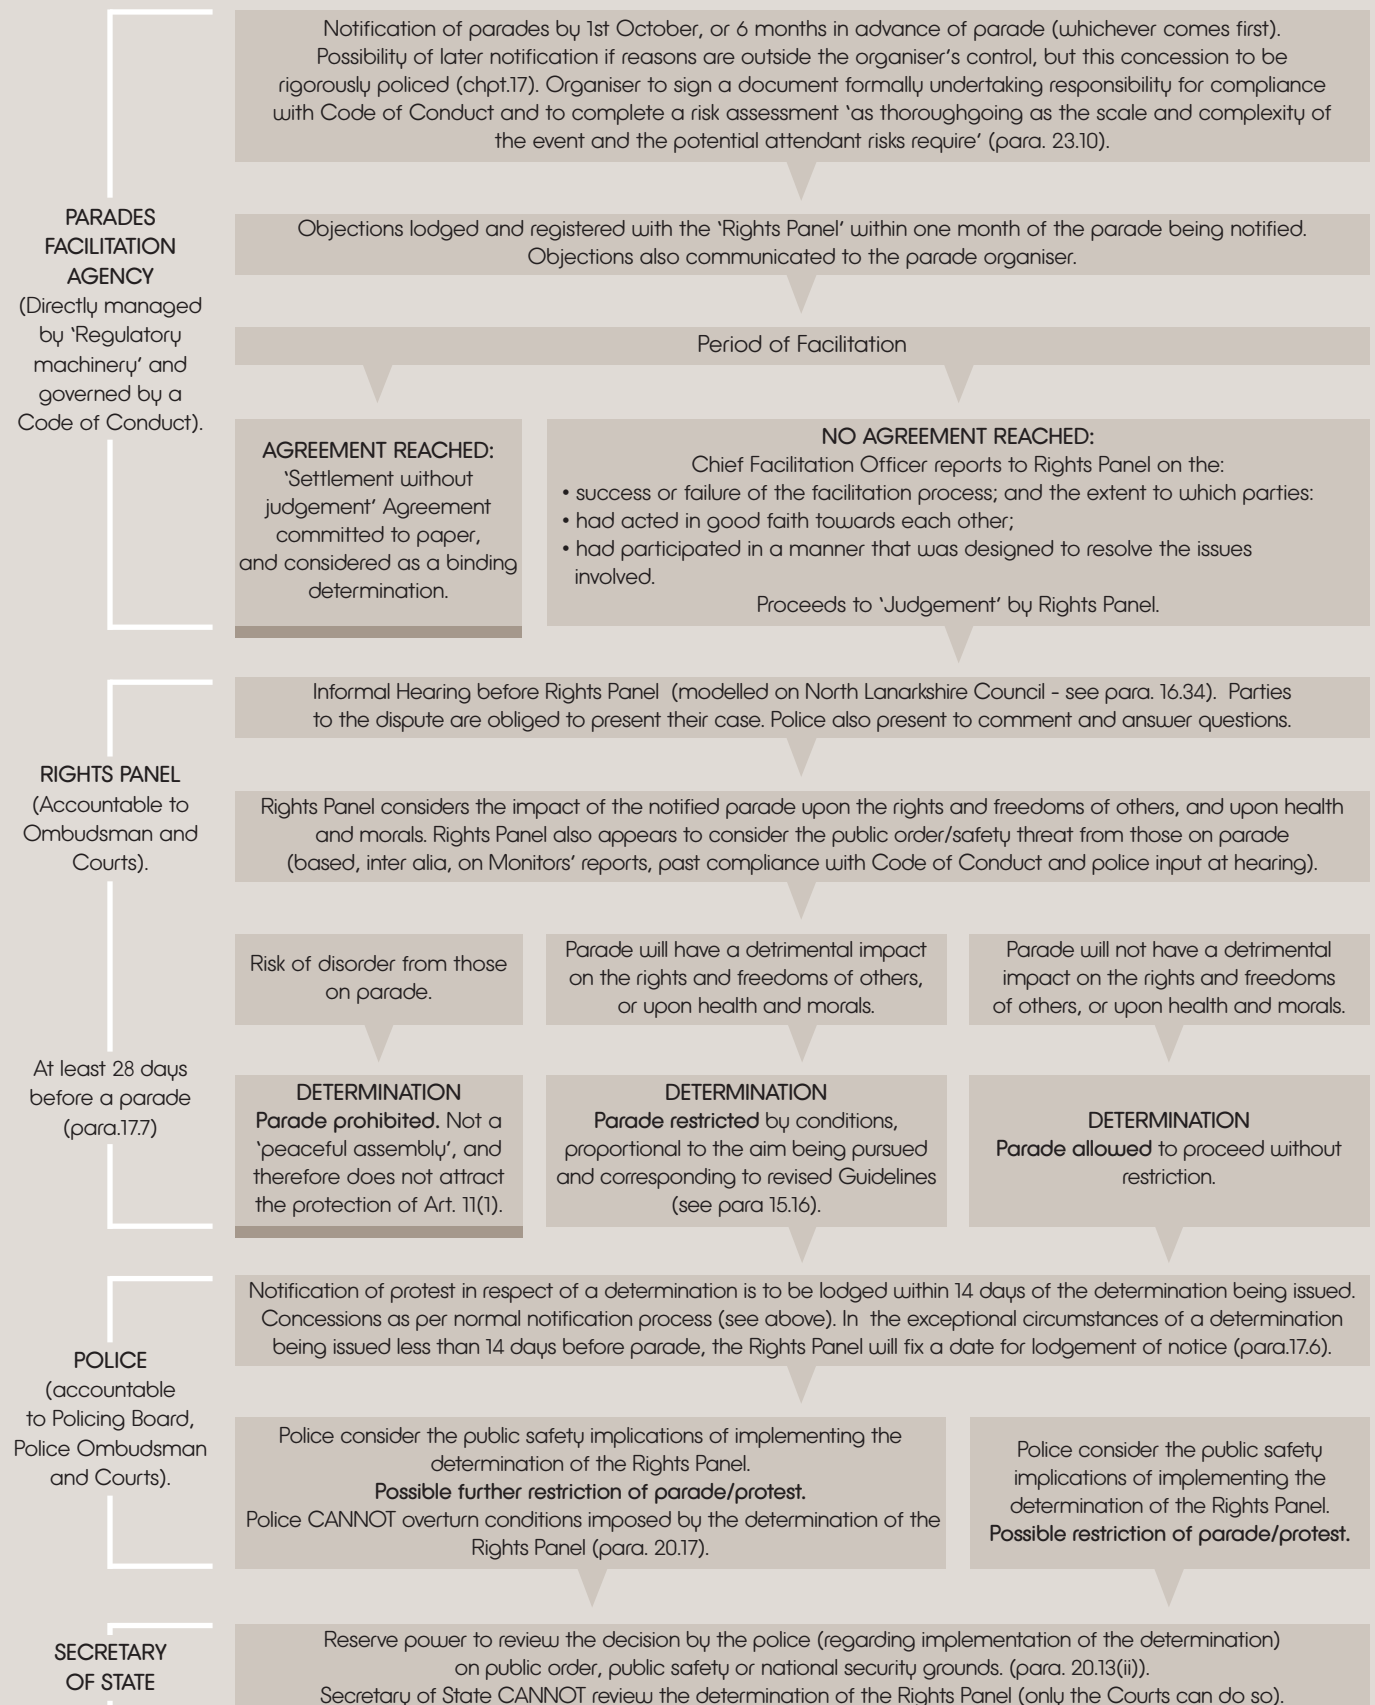 Notification of parades by 1st October, or 6 months in advance of parade (whichever comes first).
Possibility of later notification if reasons are outside the organiser's control, but this concession to be
rigorously policed (chpt.17). Organiser to sign a document formally undertaking responsibility for compliance
with Code of Conduct and to complete a risk assessment 'as thoroughgoing as the scale and complexity of
the event and the potential attendant risks require' (para. 23.10).
PARADES
FACILITATION
AGENCY
(Directly managed
by 'Regulatory
machinery' and
governed by a
Code of Conduct).
Objections lodged and registered with the 'Rights Panel' within one month of the parade being notified.
Objections also communicated to the parade organiser.
Period of Facilitation
AGREEMENT REACHED:
'Settlement without
judgement' Agreement
committed to paper,
and considered as a binding
determination.
NO AGREEMENT REACHED:
Chief Facilitation Officer reports to Rights Panel on the:
• success or failure of the facilitation process; and the extent to which parties:
• had acted in good faith towards each other;
• had participated in a manner that was designed to resolve the issues
involved.
Proceeds to 'Judgement' by Rights Panel.
RIGHTS PANEL
(Accountable to
Ombudsman and
Courts).
Informal Hearing before Rights Panel (modelled on North Lanarkshire Council - see para. 16.34). Parties
to the dispute are obliged to present their case. Police also present to comment and answer questions.
Rights Panel considers the impact of the notified parade upon the rights and freedoms of others, and upon health
and morals. Rights Panel also appears to consider the public order/safety threat from those on parade
(based, inter alia, on Monitors' reports, past compliance with Code of Conduct and police input at hearing).
Risk of disorder from those
on parade.
Parade will have a detrimental impact
on the rights and freedoms of others,
or upon health and morals.
Parade will not have a detrimental
impact on the rights and freedoms
of others, or upon health and morals.
At least 28 days
before a parade
(para.17.7)
DETERMINATION
Parade prohibited. Not a
'peaceful assembly', and
therefore does not attract
the protection of Art. 11(1).
DETERMINATION
Parade restricted by conditions,
proportional to the aim being pursued
and corresponding to revised Guidelines
(see para 15.16).
DETERMINATION
Parade allowed to proceed without
restriction.
POLICE
(accountable
to Policing Board,
Police Ombudsman
and Courts).
Notification of protest in respect of a determination is to be lodged within 14 days of the determination being issued.
Concessions as per normal notification process (see above). In the exceptional circumstances of a determination
being issued less than 14 days before parade, the Rights Panel will fix a date for lodgement of notice (para.17.6).
Police consider the public safety implications of implementing the
determination of the Rights Panel.
Possible further restriction of parade/protest.
Police CANNOT overturn conditions imposed by the determination of the
Rights Panel (para. 20.17).
Police consider the public safety
implications of implementing the
determination of the Rights Panel.
Possible restriction of parade/protest.
SECRETARY
OF STATE
Reserve power to review the decision by the police (regarding implementation of the determination)
on public order, public safety or national security grounds. (para. 20.13(ii)).
Secretary of State CANNOT review the determination of the Rights Panel (only the Courts can do so).